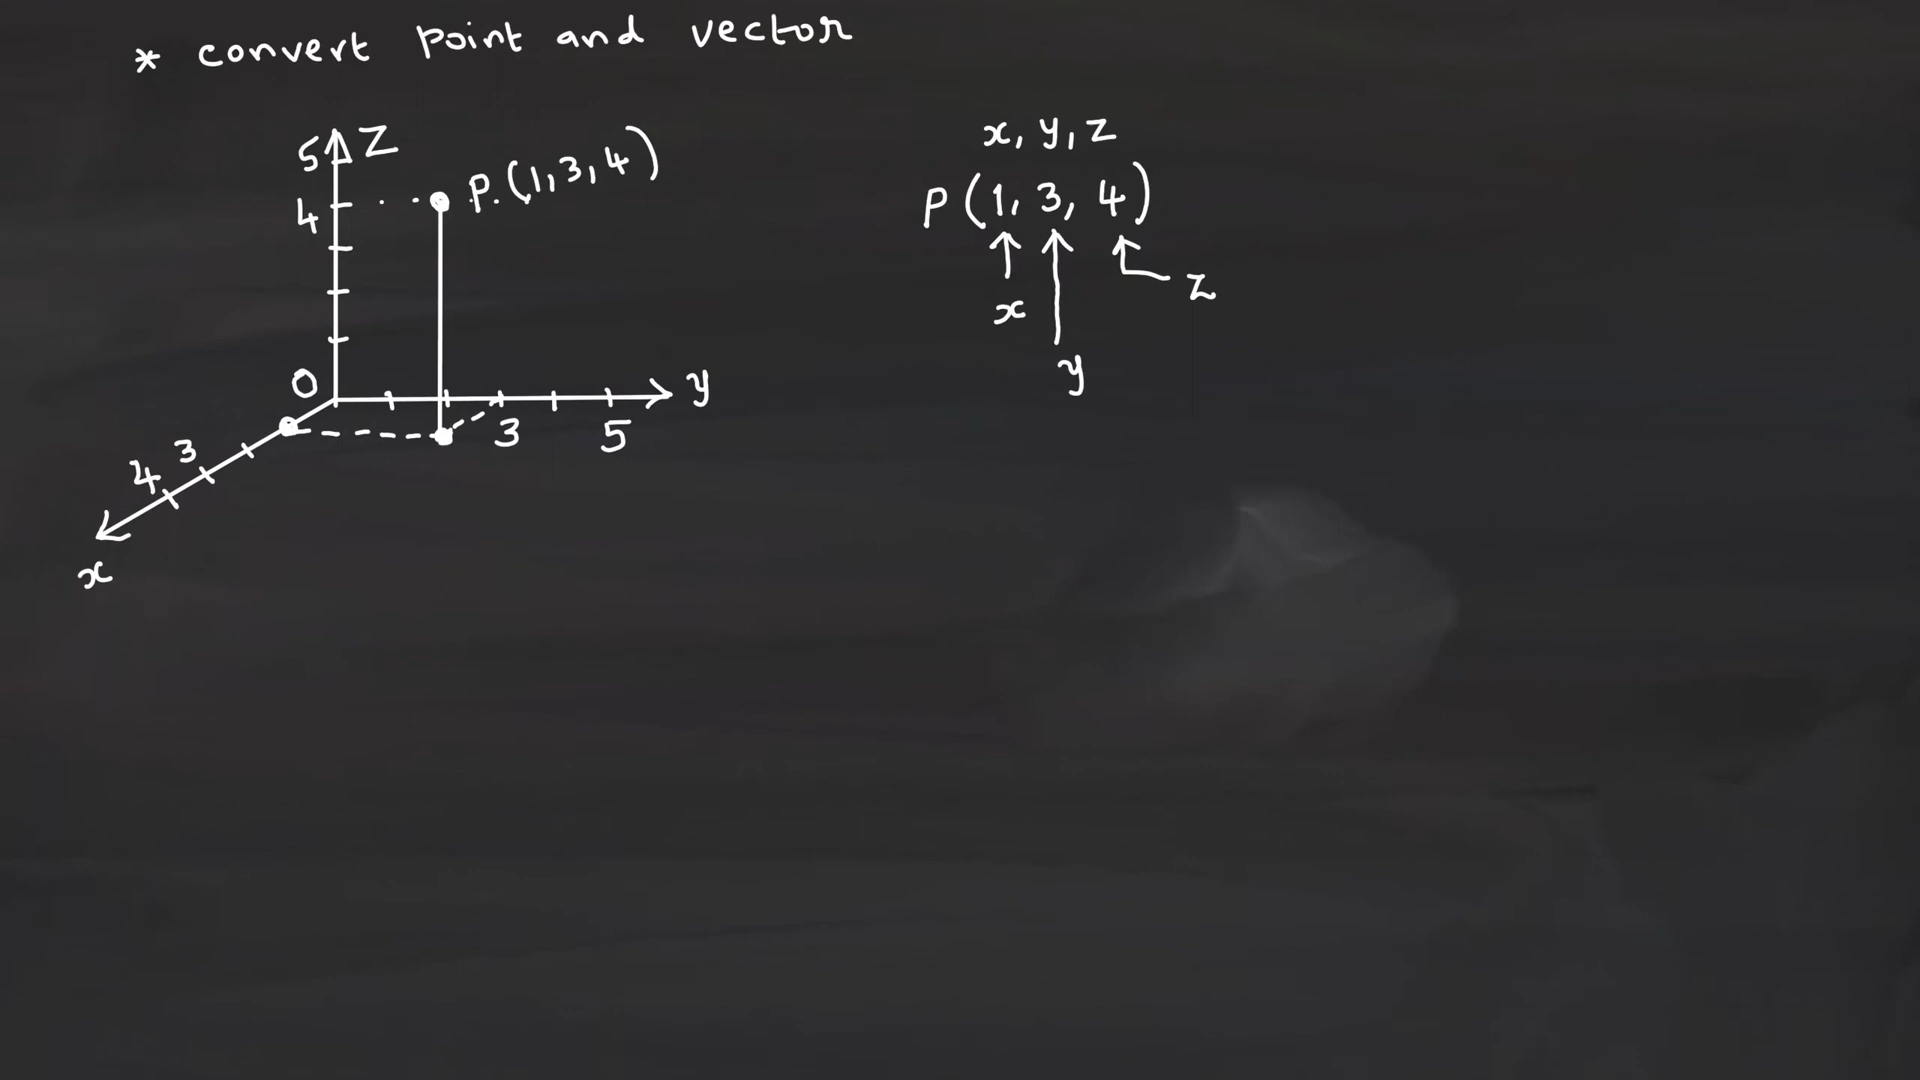 * convert point and vector
5 Z
4
P.(1,3,4)
0
y
3 5
3
4
x
x, y, z
P (1, 3, 4)
x
z
y